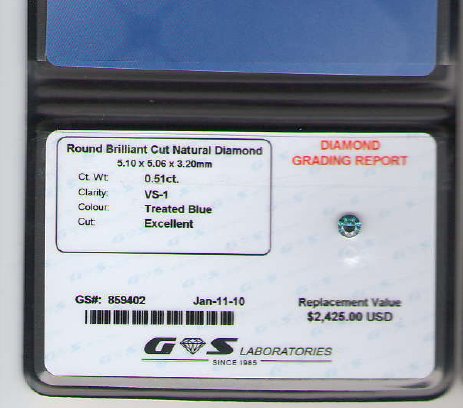 Round Brilliant Cut Natural Diamond
5.10 x 5.06 x 3.20mm
Ct. Wt: 0.51ct.
Clarity: VS-1
Colour: Treated Blue
Cut: Excellent
DIAMOND
GRADING REPORT
GS#: 859402 Jan-11-10
Replacement Value
$2,425.00 USD
G S LABORATORIES
SINCE 1985